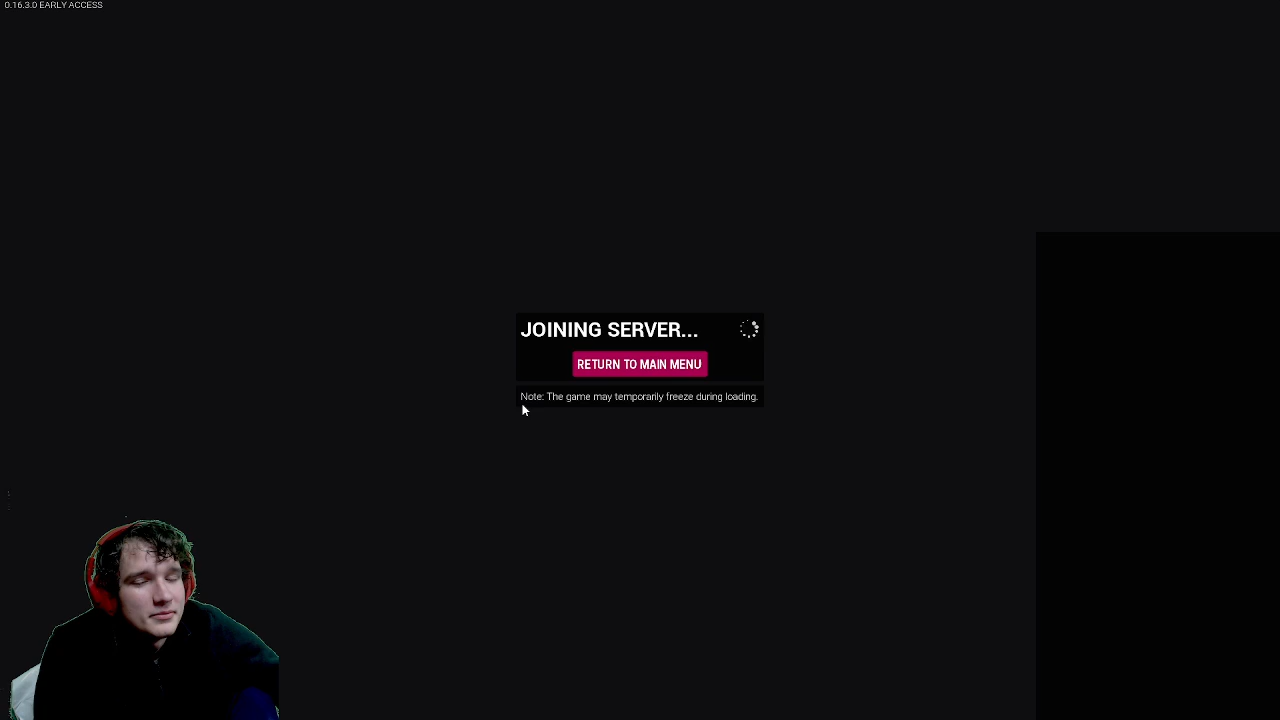 0.16.3.0 EARLY ACCESS
JOINING SERVER...
RETURN TO MAIN MENU
Note: The game may temporarily freeze during loading.